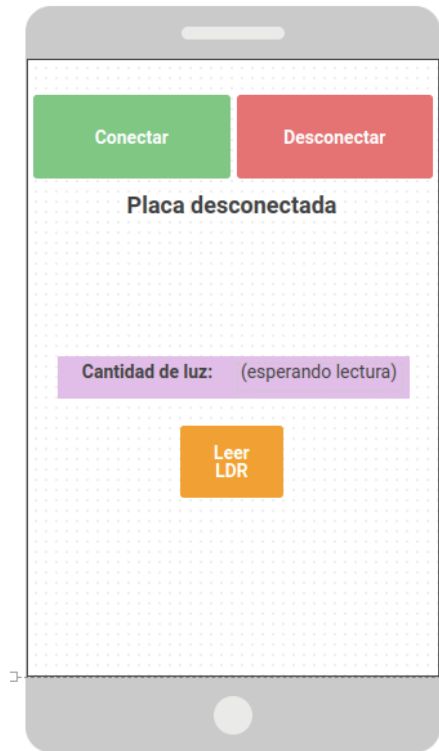 Conectar
Desconectar
Placa desconectada
Cantidad de luz: (esperando lectura)
Leer
LDR